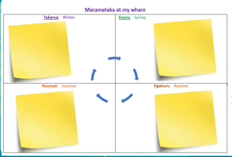 Maramataka at my whare
Takurua Winter
Koanga Spring
Raumati Summer
Ngahuru Autumn